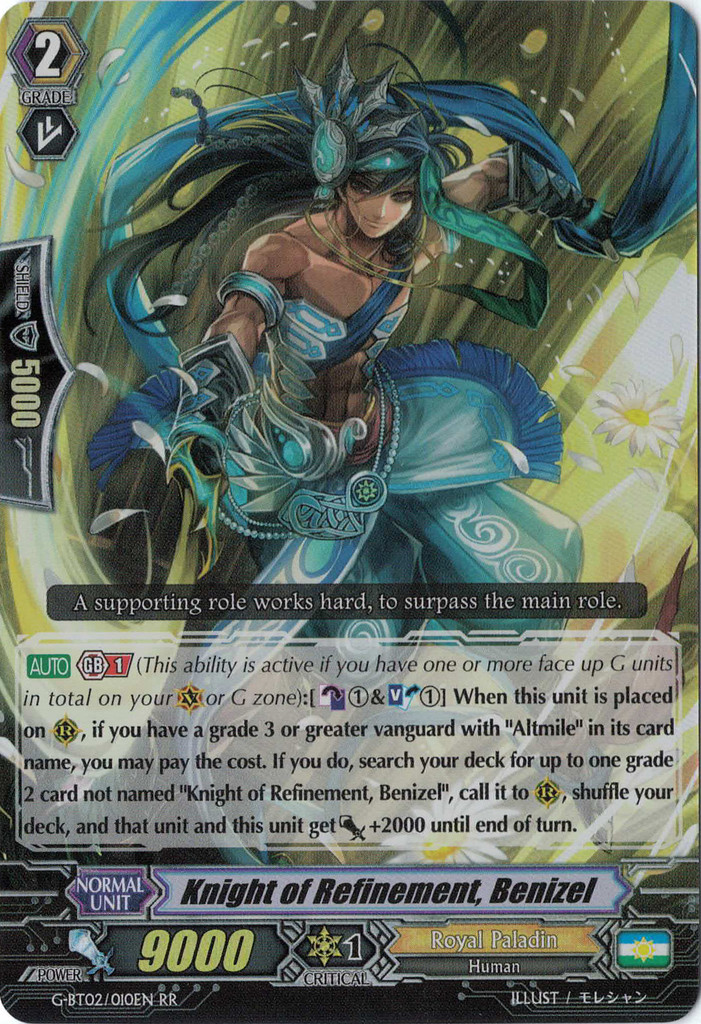 2
GRADE
SHIELD
5000
A supporting role works hard, to surpass the main role.
AUTO GB 1 (This ability is active if you have one or more face up G units
in total on your V or G zone):[①&V①] When this unit is placed
on R, if you have a grade 3 or greater vanguard with "Altmile" in its card
name, you may pay the cost. If you do, search your deck for up to one grade
2 card not named "Knight of Refinement, Benizel", call it to R, shuffle your
deck, and that unit and this unit get +2000 until end of turn.
NORMAL
UNIT
Knight of Refinement, Benizel
POWER
9000
1
CRITICAL
Royal Paladin
Human
G-BT02/010EN RR
ILLUST / モレシャン